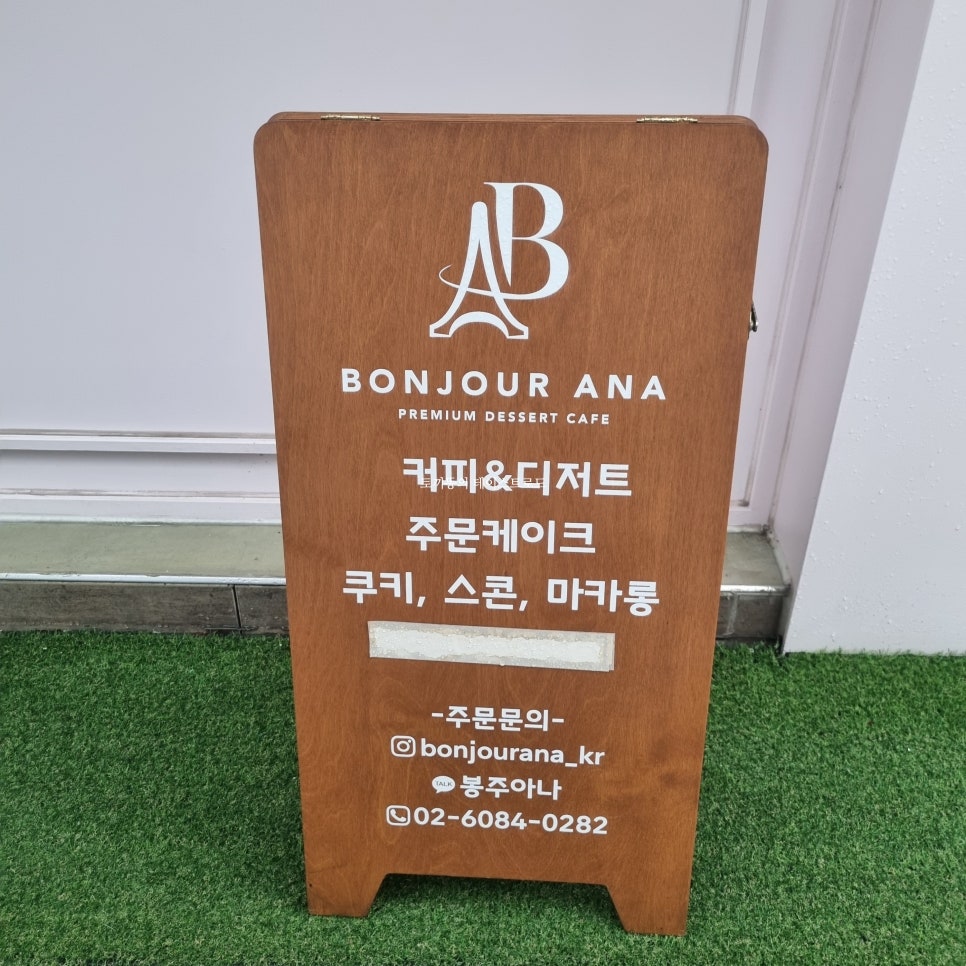 AB
BONJOUR ANA
PREMIUM DESSERT CAFE
커피&디저트
주문케이크
쿠키, 스콘, 마카롱
-주문문의-
bonjourana_kr
TALK 봉주아나
02-6084-0282